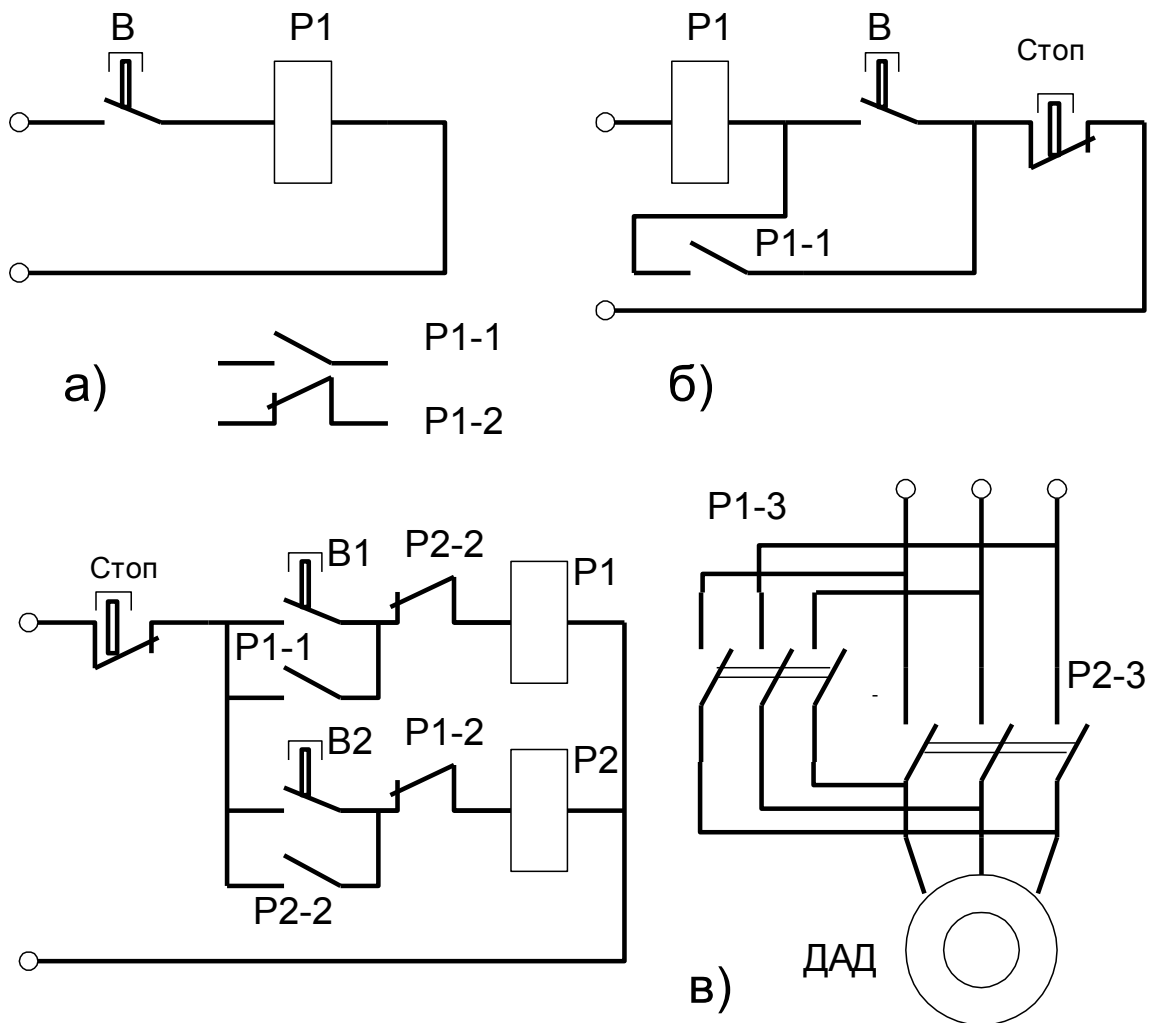 В
Р1
Р1
В
Стоп
Р1-1
Р1-1
а)
Р1-2
б)
Р1-3
Стоп
В1
Р2-2
Р1
Р1-1
Р2-3
В2
Р1-2
Р2
-
Р2-2
ДАД
в)